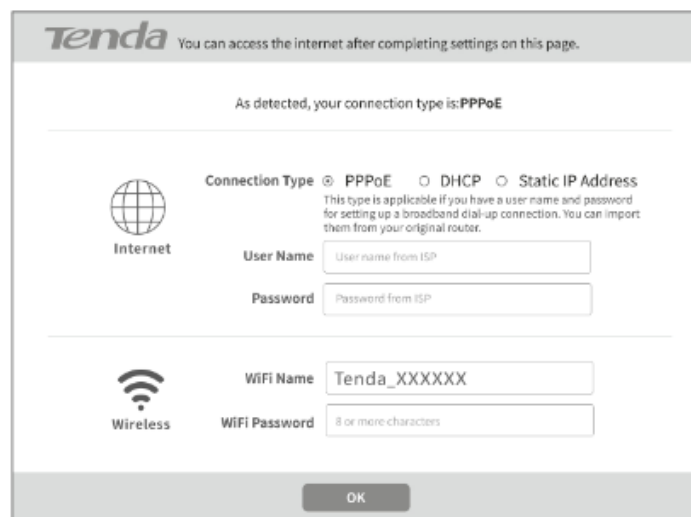 Tenda You can access the internet after completing settings on this page.
As detected, your connection type is:PPPoE
Connection Type PPPoE DHCP Static IP Address
This type is applicable if you have a user name and password
for setting up a broadband dial-up connection. You can import
them from your original router.
Internet
User Name User name from ISP
Password Password from ISP
WiFi Name Tenda_XXXXXX
Wireless
WiFi Password 8 or more characters
OK